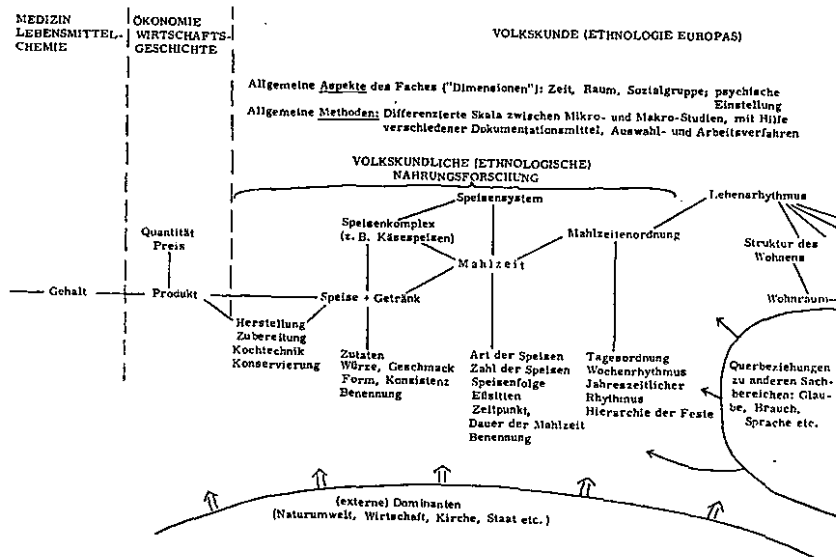 MEDIZIN
LEBENSMITTEL-
CHEMIE
ÖKONOMIE
WIRTSCHAFTS-
GESCHICHTE
VOLKSKUNDE (ETHNOLOGIE EUROPAS)
Allgemeine Aspekte des Faches ("Dimensionen"): Zeit, Raum, Sozialgruppe; psychische
Einstellung
Allgemeine Methoden: Differenzierte Skala zwischen Mikro- und Makro-Studien, mit Hilfe
verschiedener Dokumentationsmittel, Auswahl- und Arbeitsverfahren
VOLKSKUNDLICHE (ETHNOLOGISCHE)
NAHRUNGSFORSCHUNG
Speisensystem
Lebensrhythmus
Speisenkomplex
(z. B. Käsespeisen)
Mahlzeitenordnung
Quantität
Preis
Struktur des
Wohnens
Mahlzeit
Gehalt
Produkt
Speise + Getränk
Wohnraum
Herstellung
Zubereitung
Kochtechnik
Konservierung
Zutaten
Würze, Geschmack
Form, Konsistenz
Benennung
Art der Speisen
Zahl der Speisen
Speisenfolge
Eßsitten
Zeitpunkt,
Dauer der Mahlzeit
Benennung
Tagesordnung
Wochenrhythmus
Jahreszeitlicher
Rhythmus
Hierarchie der Feste
Querbeziehungen
zu anderen Sach-
bereichen: Glau-
be, Brauch,
Sprache etc.
(externe) Dominanten
(Naturumwelt, Wirtschaft, Kirche, Staat etc.)